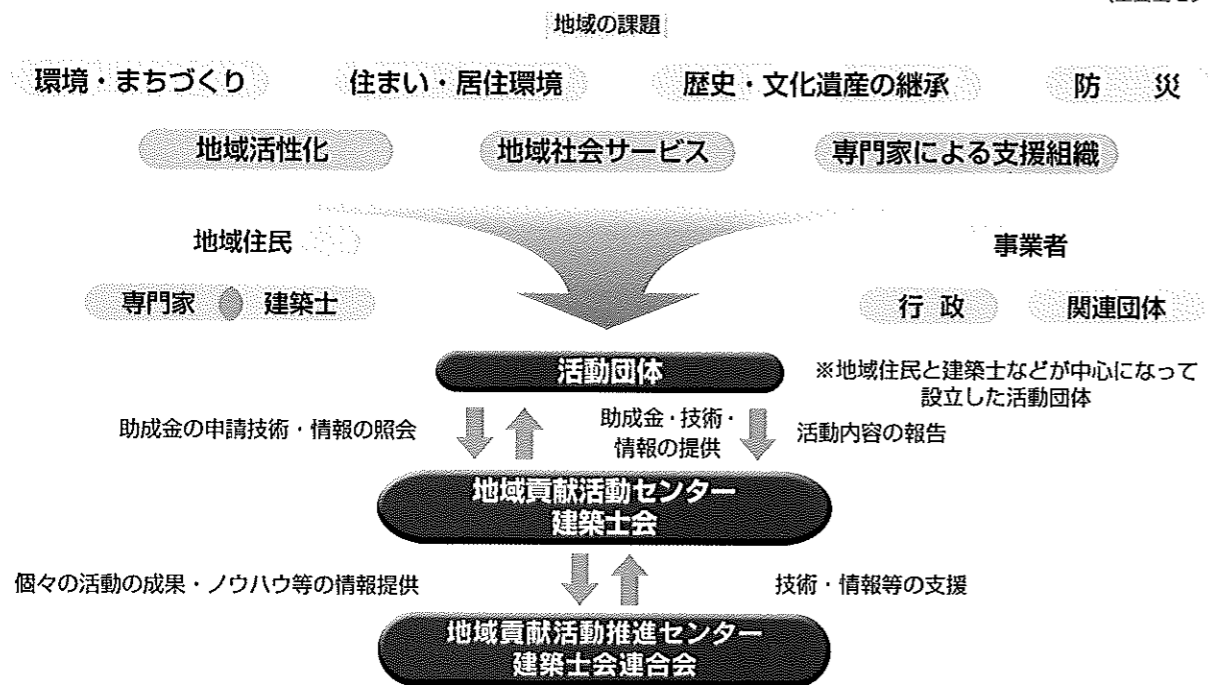 地域の課題
環境・まちづくり 住まい・居住環境 歴史・文化遺産の継承 防 災
地域活性化 地域社会サービス 専門家による支援組織
地域住民 事業者
専門家 建築士 行 政 関連団体
活動団体
※地域住民と建築士などが中心になって
設立した活動団体
助成金の申請技術・情報の照会
助成金・技術・
情報の提供
活動内容の報告
地域貢献活動センター
建築士会
個々の活動の成果・ノウハウ等の情報提供 技術・情報等の支援
地域貢献活動推進センター
建築士会連合会